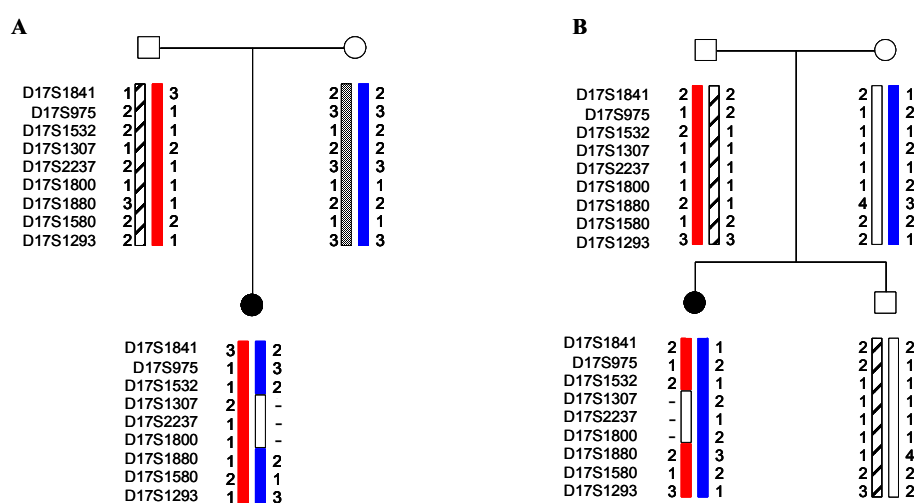 A
D17S1841 1 3 2 2
D17S975 2 1 3 3
D17S1532 2 1 1 2
D17S1307 1 2 2 2
D17S2237 2 1 3 3
D17S1800 1 1 1 1
D17S1880 3 1 2 2
D17S1580 2 2 1 1
D17S1293 2 1 3 3
D17S1841 3 2
D17S975 1 3
D17S1532 1 2
D17S1307 2 -
D17S2237 1 -
D17S1800 1 -
D17S1880 1 2
D17S1580 2 1
D17S1293 1 3
B
D17S1841 2 2 2 1
D17S975 1 2 1 2
D17S1532 2 1 1 1
D17S1307 1 1 1 2
D17S2237 1 1 1 1
D17S1800 1 1 1 2
D17S1880 2 1 4 3
D17S1580 1 2 2 2
D17S1293 3 3 2 1
D17S1841 2 1 2 2
D17S975 1 2 2 1
D17S1532 2 1 1 1
D17S1307 - 2 1 1
D17S2237 - 1 1 1
D17S1800 - 2 1 1
D17S1880 2 3 1 4
D17S1580 1 2 2 2
D17S1293 3 1 3 2